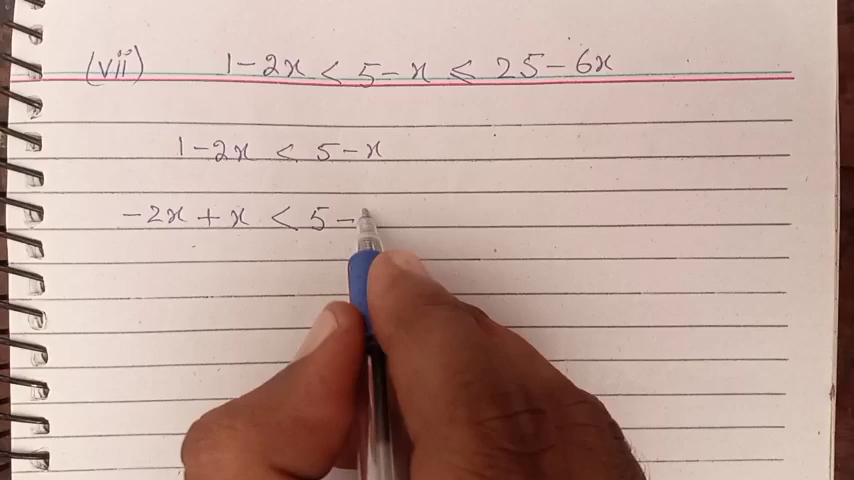 (vii) 1-2x < 5-x ≤ 25-6x
1-2x < 5-x
-2x+x < 5-